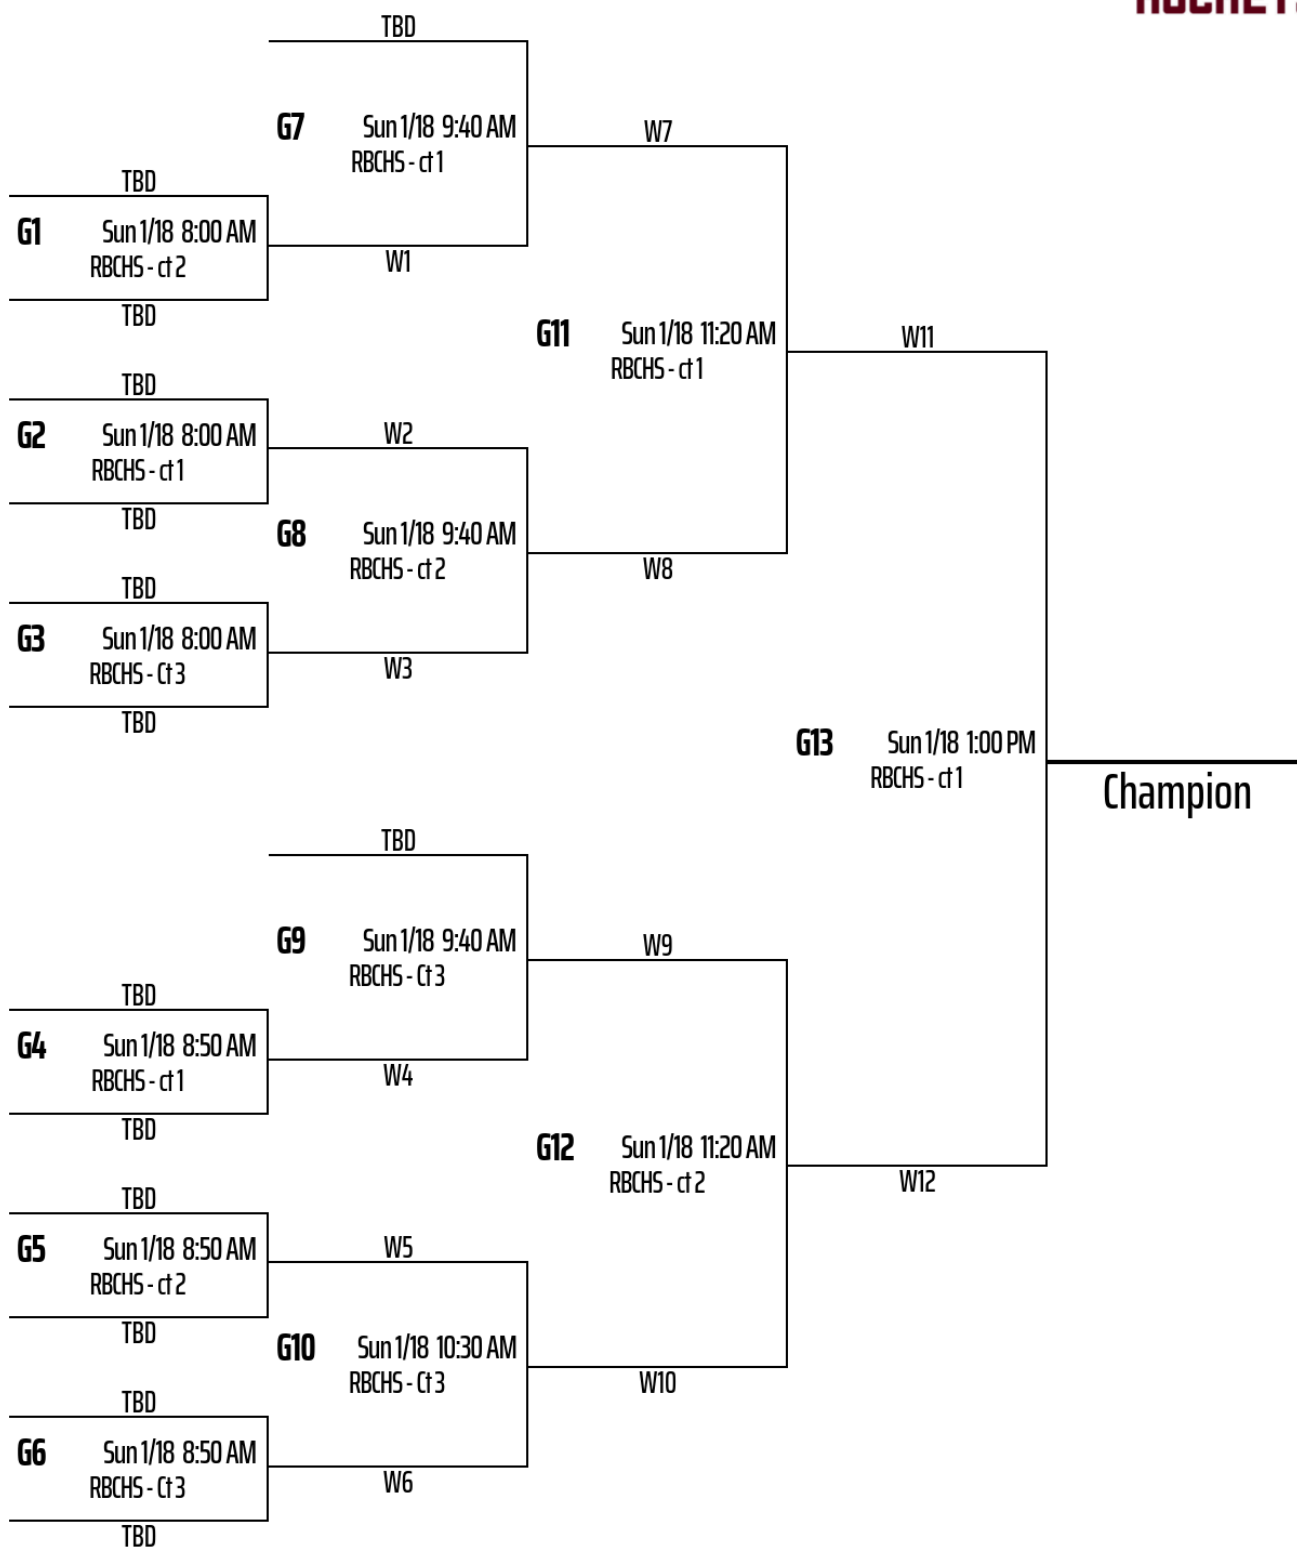 TBD
G7 Sun 1/18 9:40 AM
RBCHS - ct 1
W7
TBD
G1 Sun 1/18 8:00 AM
RBCHS - ct 2
W1
TBD
G11 Sun 1/18 11:20 AM
RBCHS - ct 1
W11
TBD
G2 Sun 1/18 8:00 AM
RBCHS - ct 1
W2
TBD
G8 Sun 1/18 9:40 AM
RBCHS - ct 2
W8
TBD
G3 Sun 1/18 8:00 AM
RBCHS - Ct 3
W3
TBD
G13 Sun 1/18 1:00 PM
RBCHS - ct 1
Champion
TBD
G9 Sun 1/18 9:40 AM
RBCHS - Ct 3
W9
TBD
G4 Sun 1/18 8:50 AM
RBCHS - ct 1
W4
TBD
G12 Sun 1/18 11:20 AM
RBCHS - ct 2
W12
TBD
G5 Sun 1/18 8:50 AM
RBCHS - ct 2
W5
TBD
G10 Sun 1/18 10:30 AM
RBCHS - Ct 3
W10
TBD
G6 Sun 1/18 8:50 AM
RBCHS - Ct 3
W6
TBD